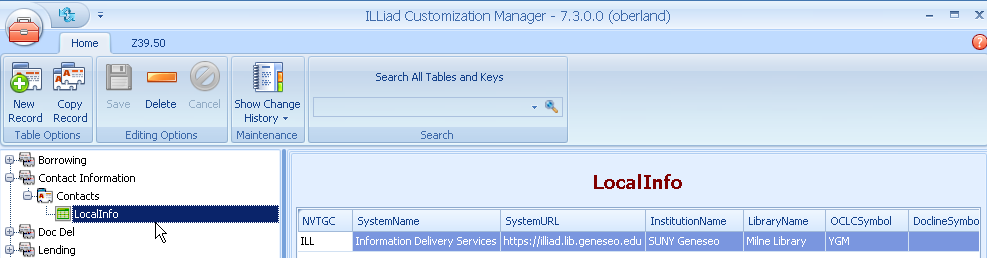 ILLiad Customization Manager - 7.3.0.0 (oberland)
Home Z39.50
New Record Copy Record Save Delete Cancel Show Change History Search All Tables and Keys
Table Options Editing Options Maintenance Search
Borrowing
Contact Information
Contacts
LocalInfo
Doc Del
Lending
LocalInfo
NVTGC SystemName SystemURL InstitutionName LibraryName OCLCSymbol DoclineSymbo
ILL Information Delivery Services https://illiad.lib.geneseo.edu SUNY Geneseo Milne Library YGM